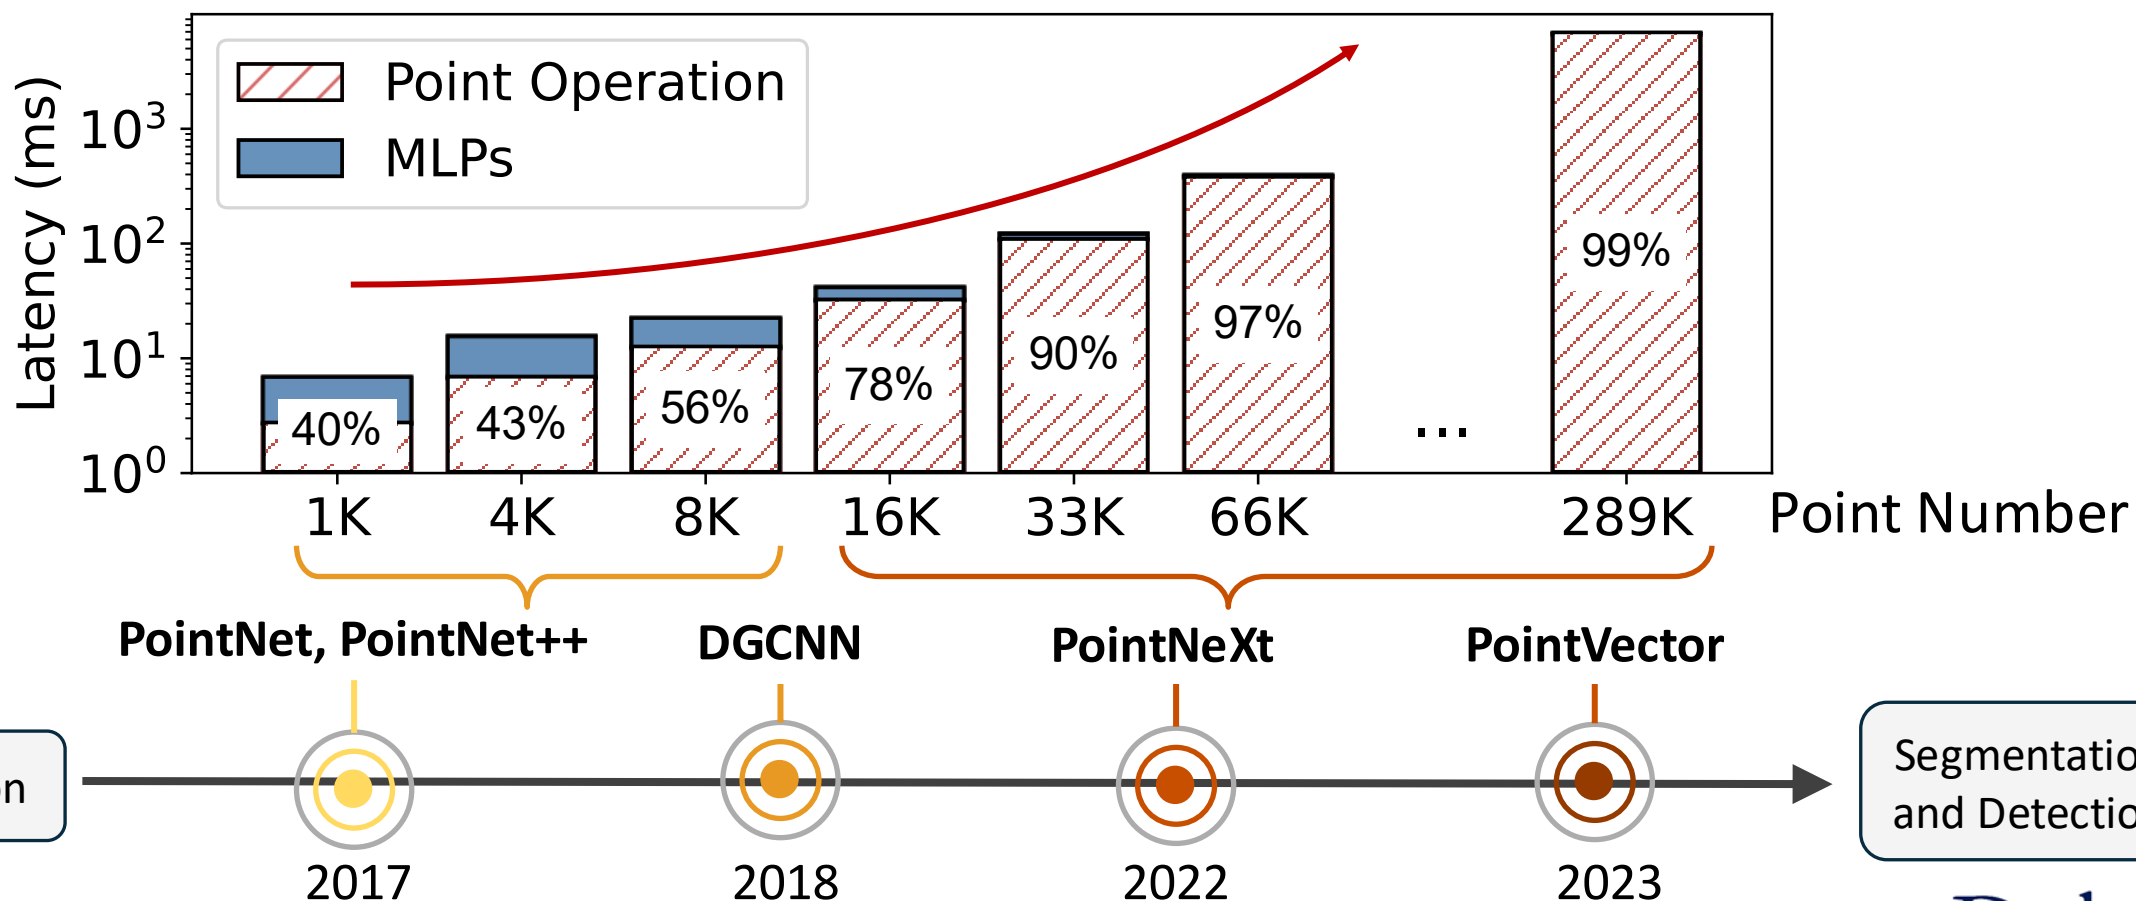 Latency (ms)
10³
10²
10¹
10⁰
Point Operation
MLPs
40%
43%
56%
78%
90%
97%
...
99%
1K 4K 8K 16K 33K 66K 289K Point Number
PointNet, PointNet++ DGCNN PointNeXt PointVector
Segmentatio
and Detectio
2017 2018 2022 2023